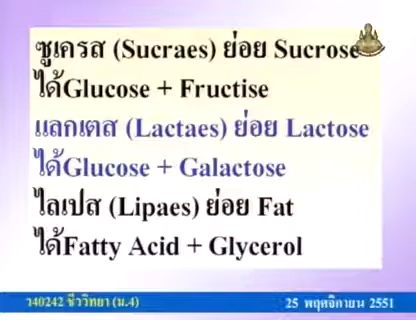 ซูเครส (Sucraes) ย่อย Sucrose
ได้Glucose + Fructise
แลกเตส (Lactaes) ย่อย Lactose
ได้Glucose + Galactose
ไลเปส (Lipaes) ย่อย Fat
ได้Fatty Acid + Glycerol
ว40242 ชีววิทยา (ม.4) 25 พฤศจิกายน 2551